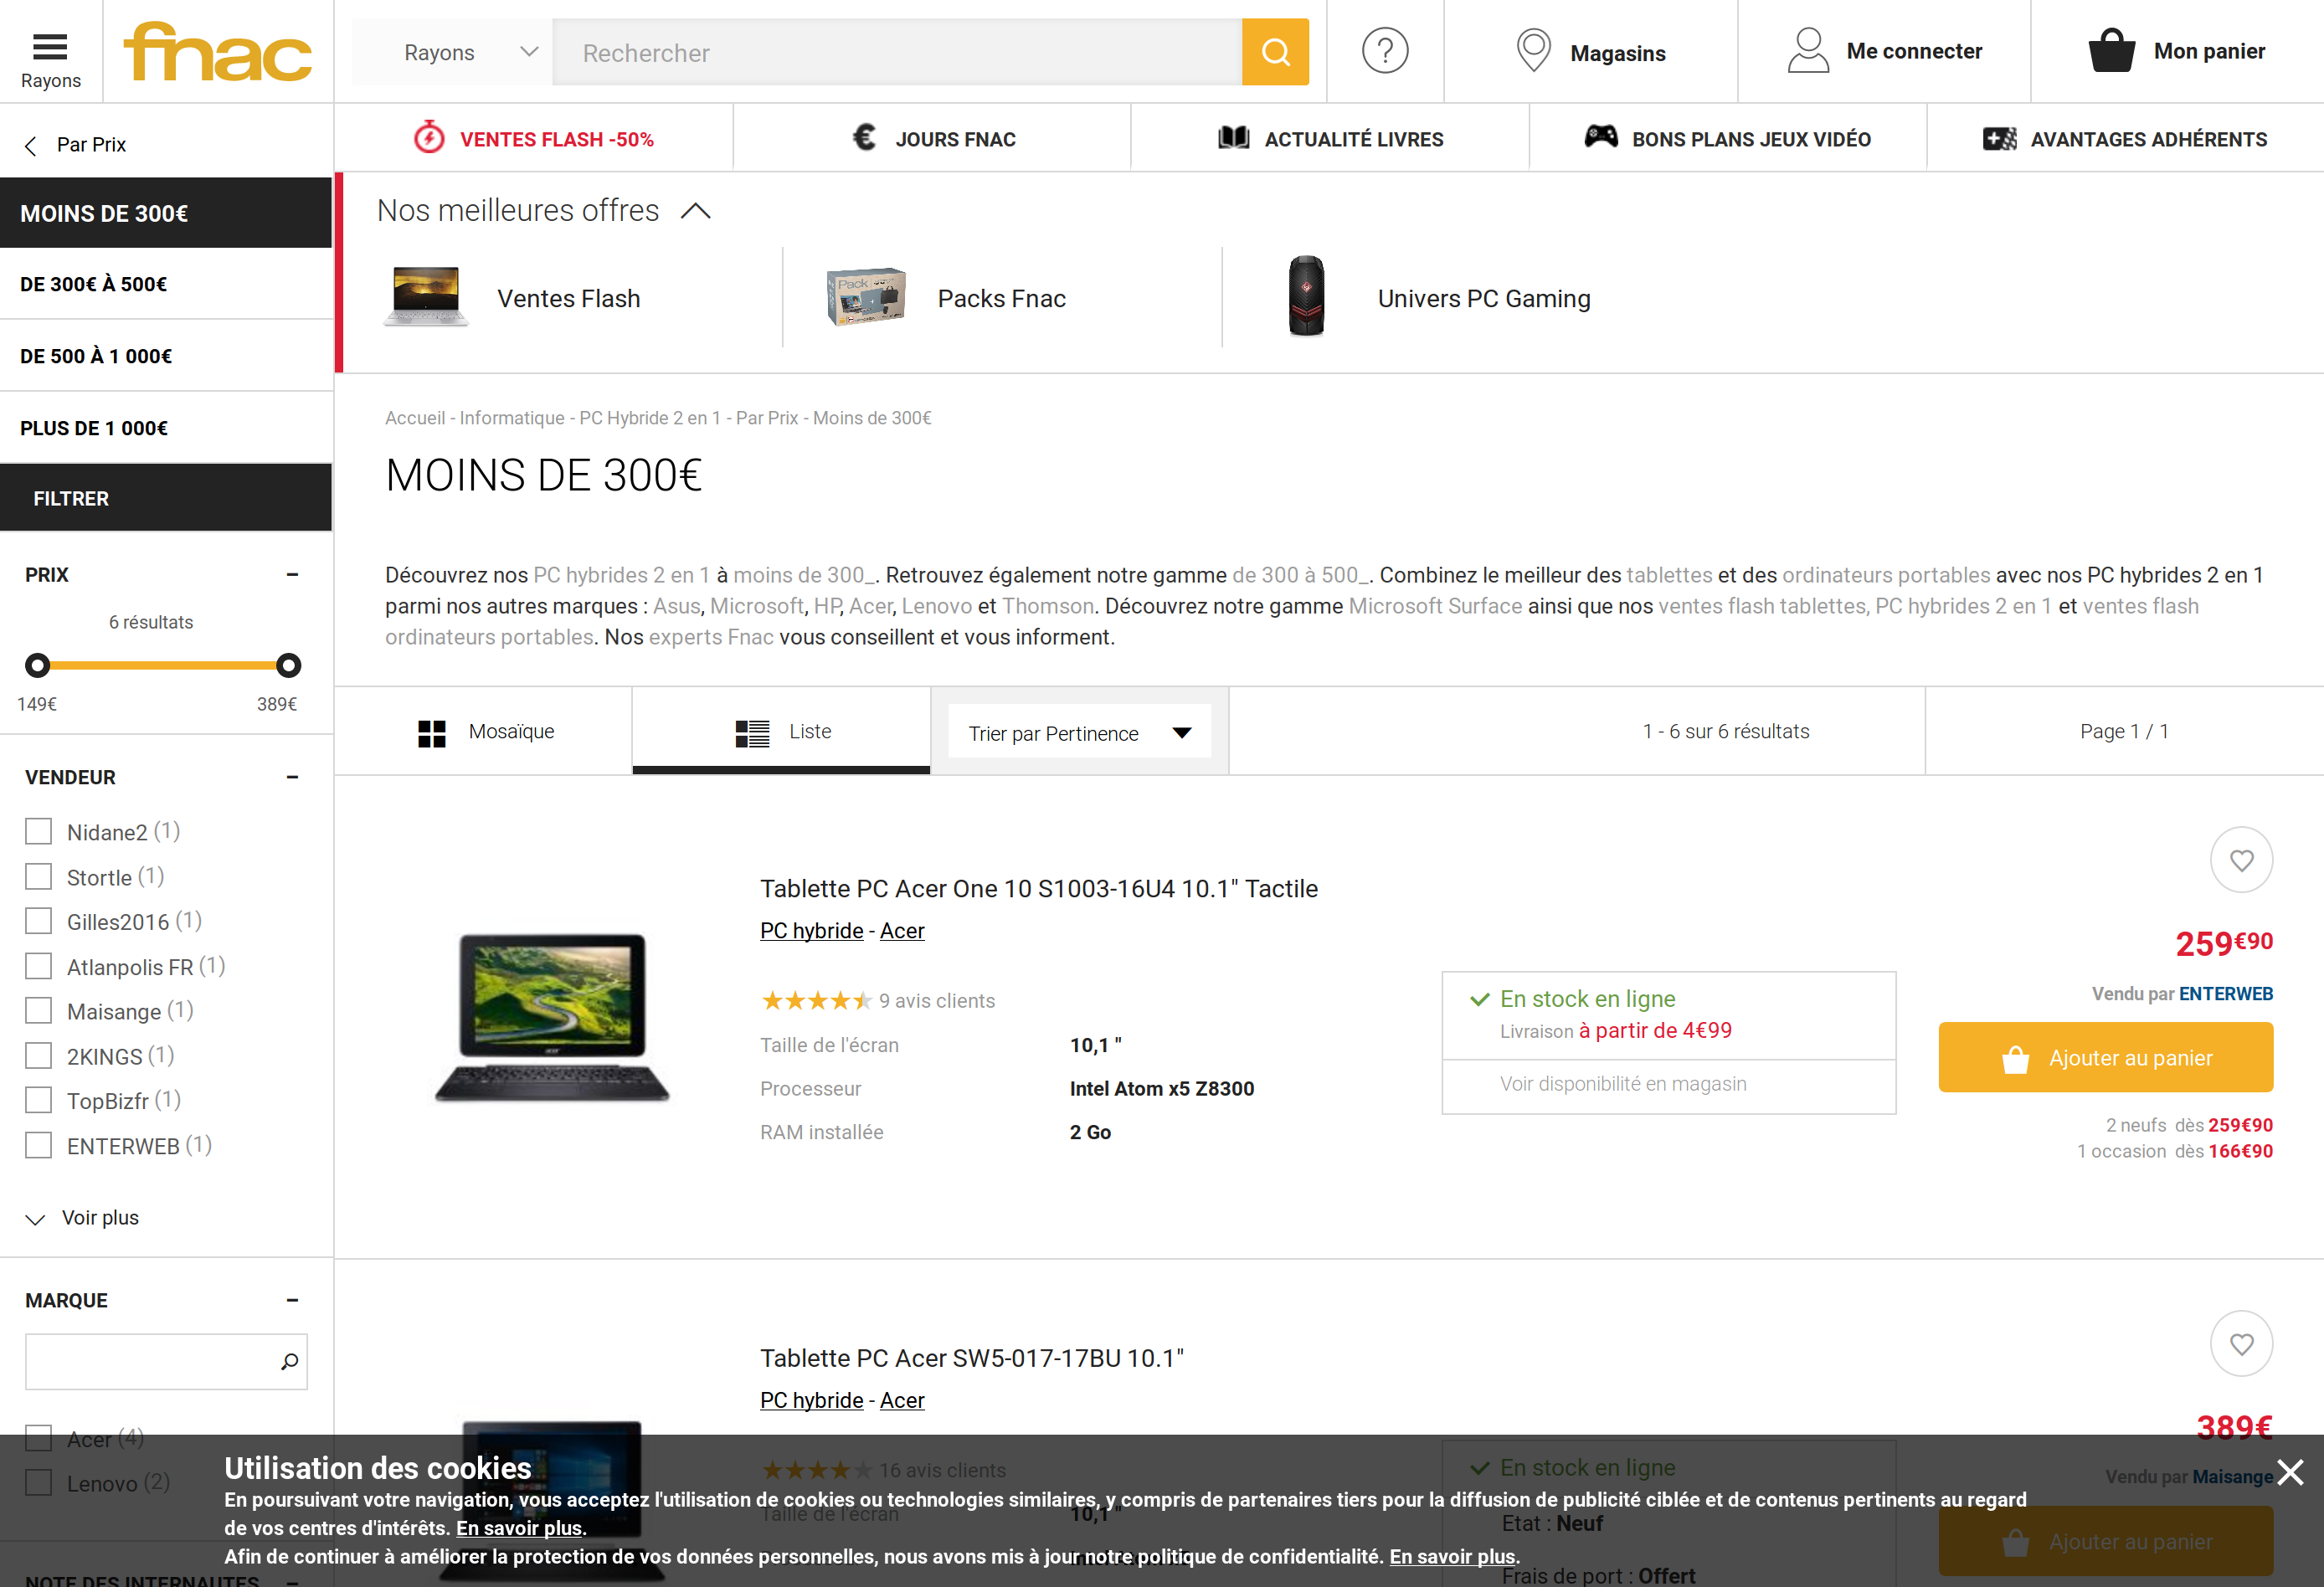 Rayons
fnac
Rayons
Rechercher
?
Magasins
Me connecter
Mon panier
Par Prix
VENTES FLASH -50%
JOURS FNAC
ACTUALITÉ LIVRES
BONS PLANS JEUX VIDÉO
AVANTAGES ADHÉRENTS
MOINS DE 300€
DE 300€ À 500€
DE 500 À 1 000€
PLUS DE 1 000€
FILTRER
PRIX
6 résultats
149€ 389€
VENDEUR
Nidane2 (1)
Stortle (1)
Gilles2016 (1)
Atlanpolis FR (1)
Maisange (1)
2KINGS (1)
TopBizfr (1)
ENTERWEB (1)
Voir plus
MARQUE
Acer (4)
Lenovo (2)
NOTE DES INTERNAUTES
Nos meilleures offres
Ventes Flash
Pack
Packs Fnac
Univers PC Gaming
Accueil - Informatique - PC Hybride 2 en 1 - Par Prix - Moins de 300€
MOINS DE 300€
Découvrez nos PC hybrides 2 en 1 à moins de 300_. Retrouvez également notre gamme de 300 à 500_. Combinez le meilleur des tablettes et des ordinateurs portables avec nos PC hybrides 2 en 1
parmi nos autres marques : Asus, Microsoft, HP, Acer, Lenovo et Thomson. Découvrez notre gamme Microsoft Surface ainsi que nos ventes flash tablettes, PC hybrides 2 en 1 et ventes flash
ordinateurs portables. Nos experts Fnac vous conseillent et vous informent.
Mosaïque
Liste
Trier par Pertinence
1 - 6 sur 6 résultats
Page 1 / 1
Tablette PC Acer One 10 S1003-16U4 10.1" Tactile
PC hybride - Acer
9 avis clients
Taille de l'écran 10,1 "
Processeur Intel Atom x5 Z8300
RAM installée 2 Go
En stock en ligne
Livraison à partir de 4€99
Voir disponibilité en magasin
259€90
Vendu par ENTERWEB
Ajouter au panier
2 neufs dès 259€90
1 occasion dès 166€90
Tablette PC Acer SW5-017-17BU 10.1"
PC hybride - Acer
16 avis clients
Taille de l'écran 10,1 "
En stock en ligne
Etat : Neuf
Frais de port : Offert
389€
Vendu par Maisange
Ajouter au panier
Utilisation des cookies
En poursuivant votre navigation, vous acceptez l'utilisation de cookies ou technologies similaires, y compris de partenaires tiers pour la diffusion de publicité ciblée et de contenus pertinents au regard
de vos centres d'intérêts. En savoir plus.
Afin de continuer à améliorer la protection de vos données personnelles, nous avons mis à jour notre politique de confidentialité. En savoir plus.